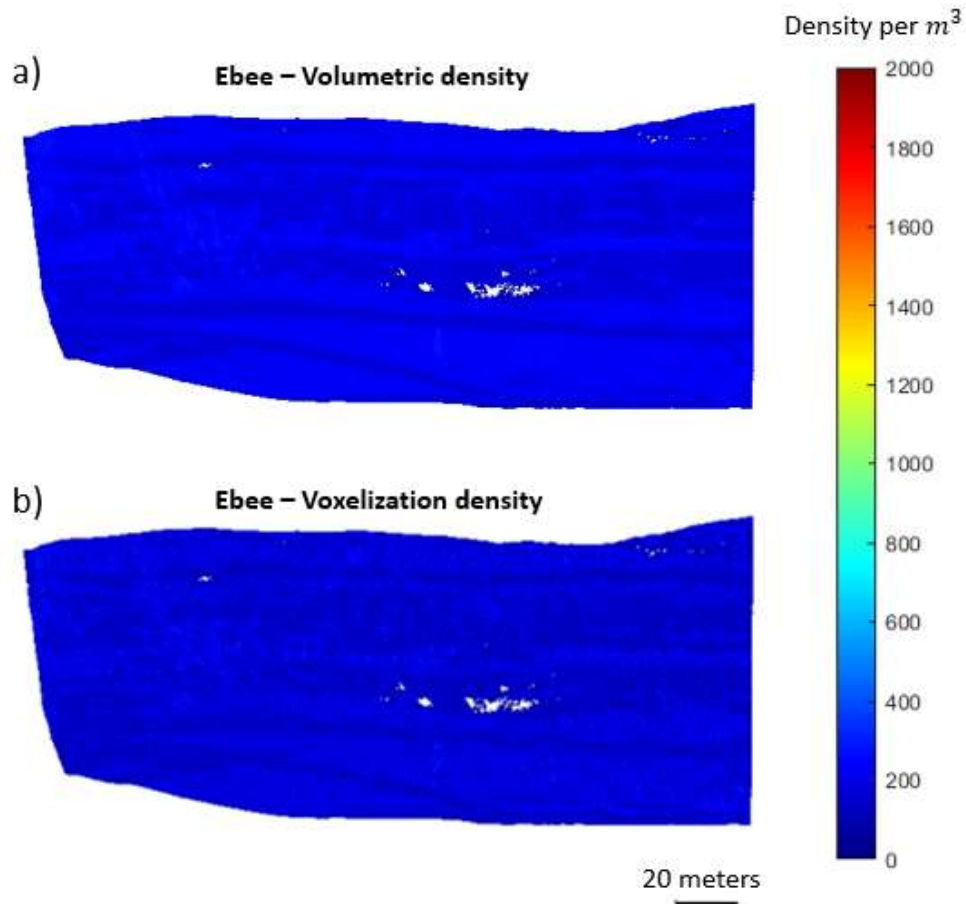 Density per m³
a)
Ebee – Volumetric density
2000
1800
1600
1400
1200
1000
800
600
400
200
0
b)
Ebee – Voxelization density
20 meters